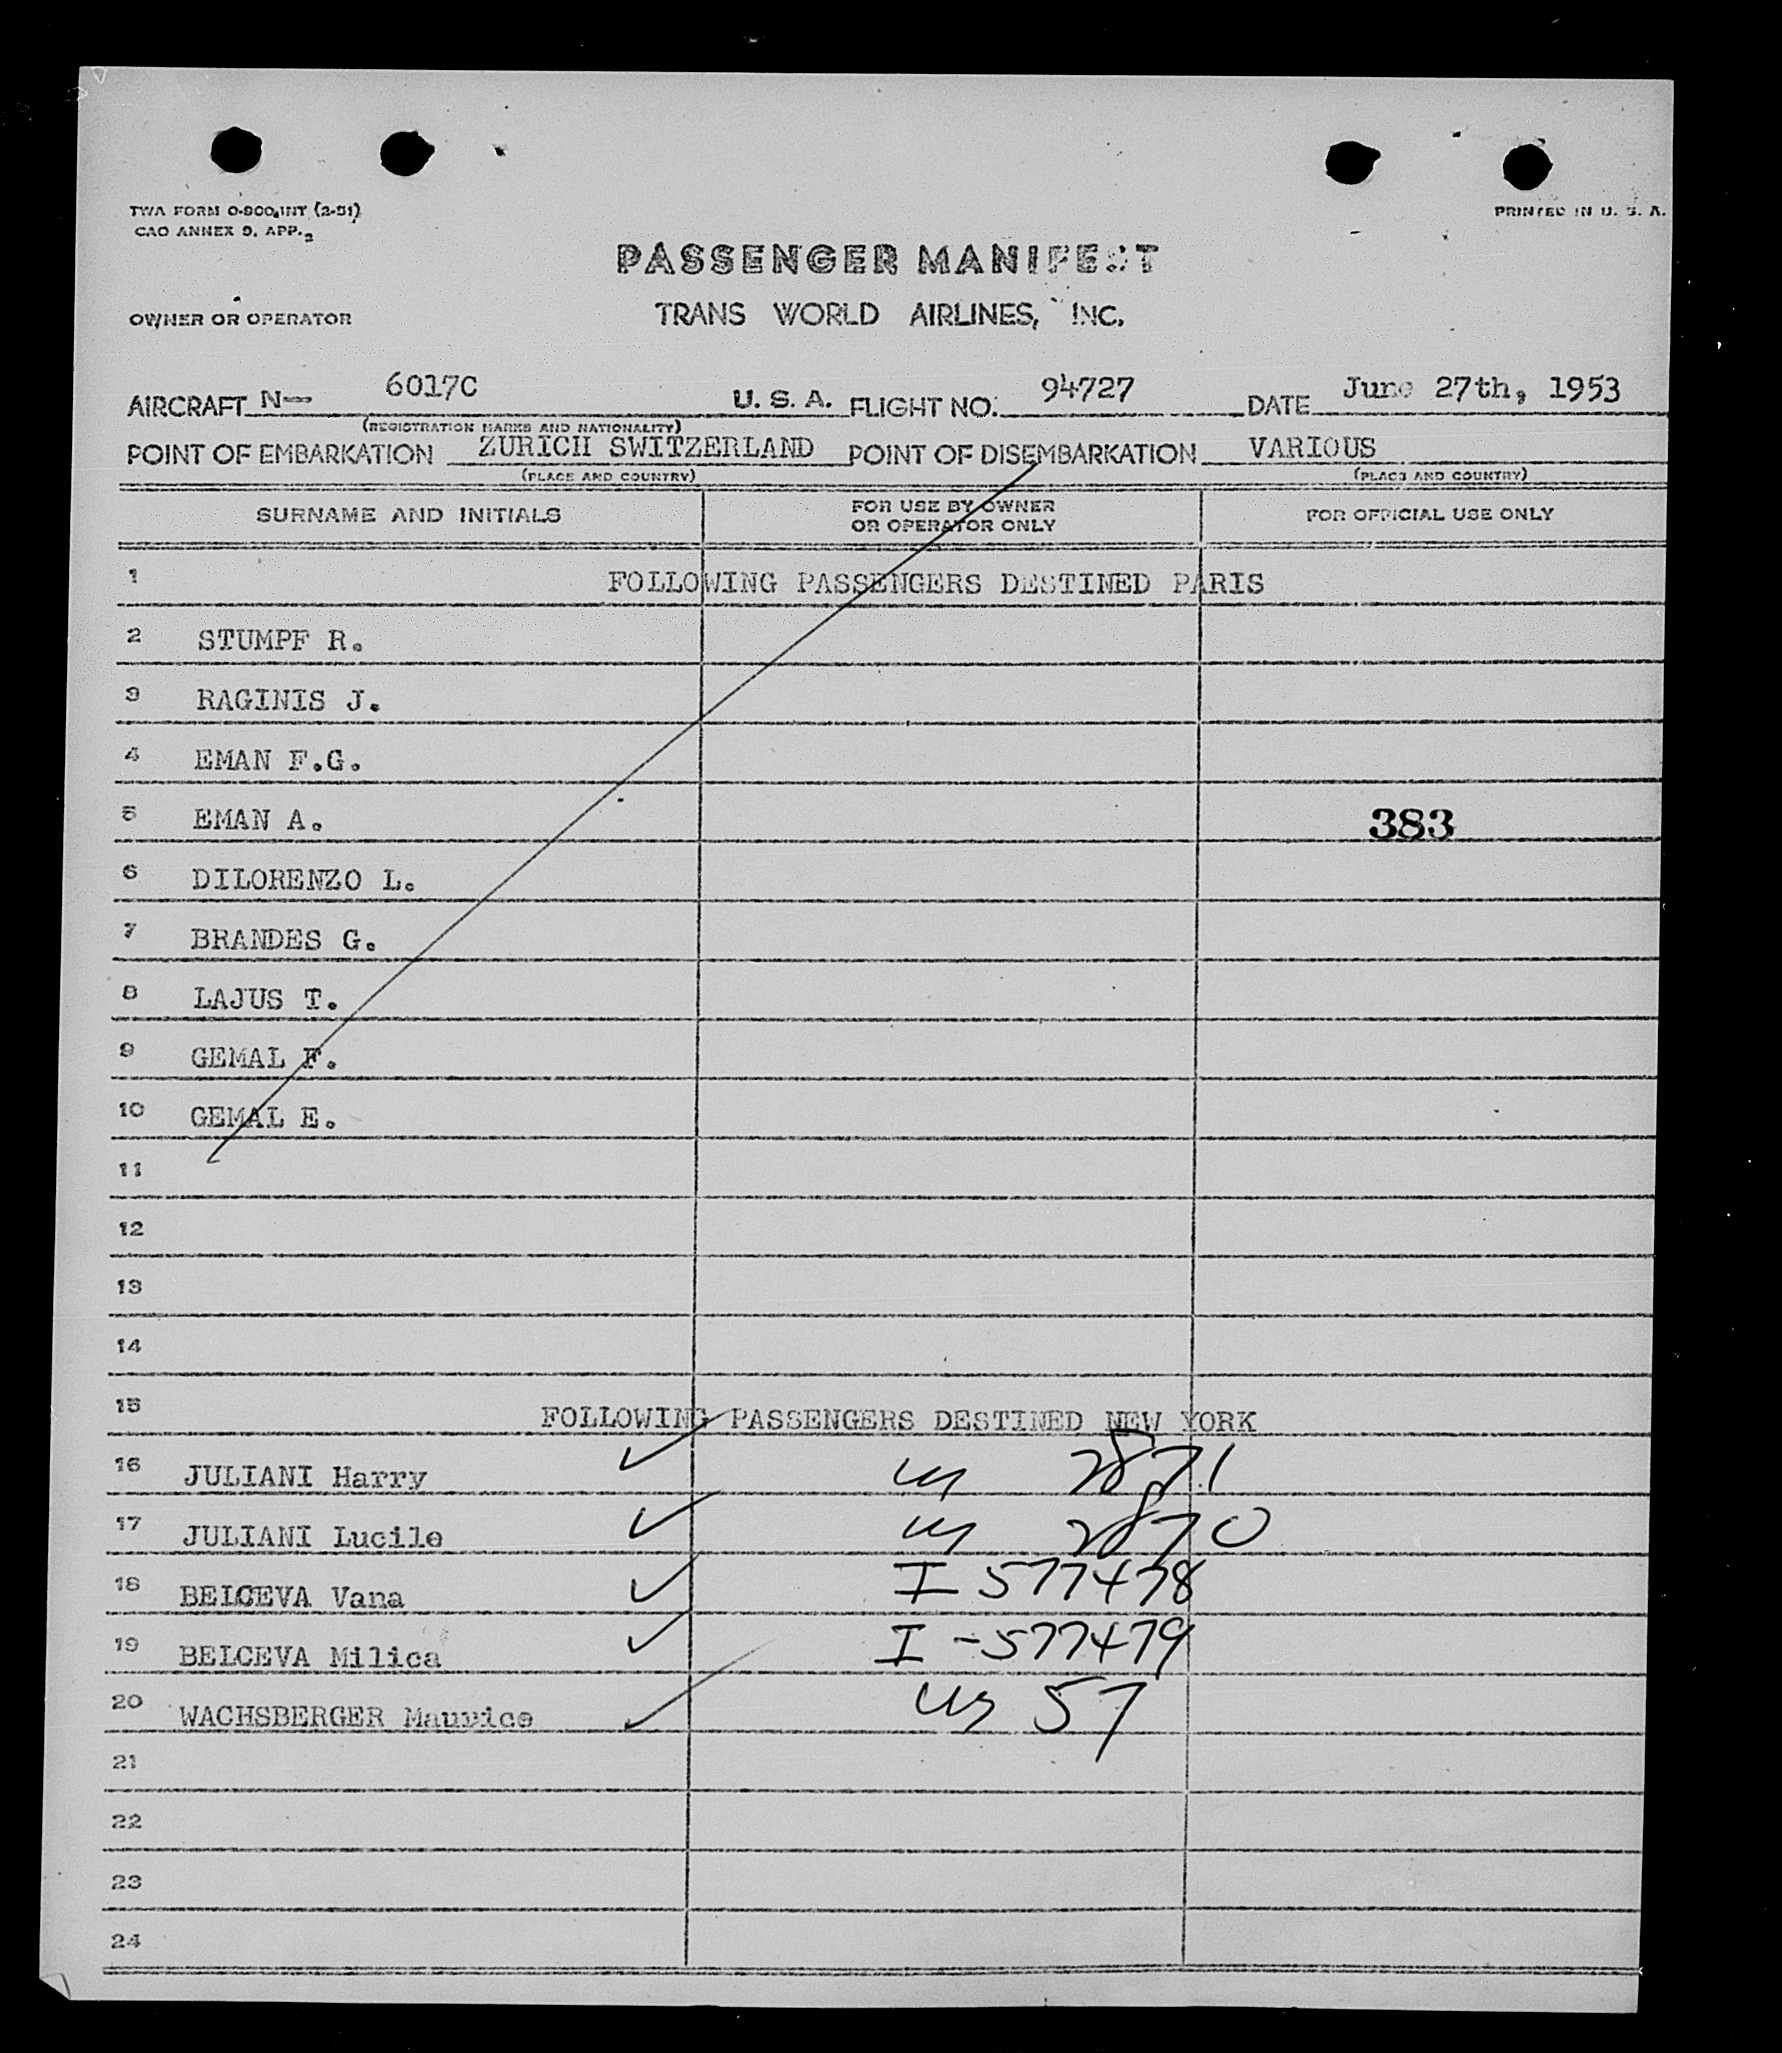 TWA FORM O-800.INT (2-51)
PRINTED IN U. S. A.
CAO ANNEX 9, APP. 2
PASSENGER MANIFEST
OWNER OR OPERATOR
TRANS WORLD AIRLINES, INC.
AIRCRAFT N— 6017C U. S. A. FLIGHT NO. 94727 DATE June 27th, 1953
(REGISTRATION MARKS AND NATIONALITY)
POINT OF EMBARKATION ZURICH SWITZERLAND POINT OF DISEMBARKATION VARIOUS
(PLACE AND COUNTRY) (PLACE AND COUNTRY)
SURNAME AND INITIALS FOR USE BY OWNER OR OPERATOR ONLY FOR OFFICIAL USE ONLY
1 FOLLOWING PASSENGERS DESTINED PARIS
2 STUMPF R.
3 RAGINIS J.
4 EMAN F.G.
5 EMAN A. 383
6 DILORENZO L.
7 BRANDES G.
8 LAJUS T.
9 GEMAL F.
10 GEMAL E.
11
12
13
14
15 FOLLOWING PASSENGERS DESTINED NEW YORK
16 JULIANI Harry ✓ us 2871
17 JULIANI Lucile ✓ us 2870
18 BELCEVA Vana ✓ I 577478
19 BELCEVA Milica ✓ I-577479
20 WACHSBERGER Maurice ✓ us 57
21
22
23
24